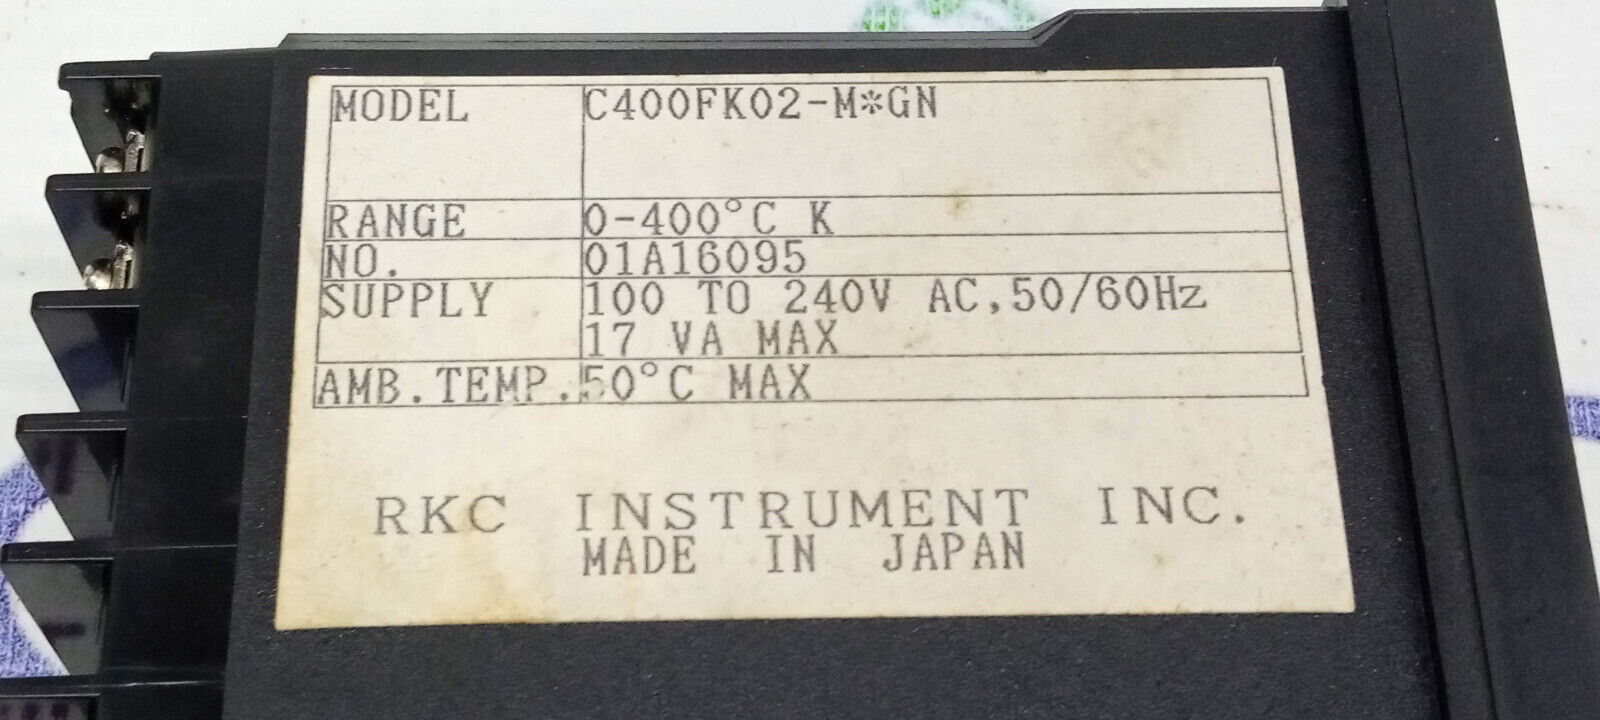 MODEL C400FK02-M*GN
RANGE 0-400°C K
NO. 01A16095
SUPPLY 100 TO 240V AC,50/60Hz
17 VA MAX
AMB.TEMP. 50°C MAX
RKC INSTRUMENT INC.
MADE IN JAPAN